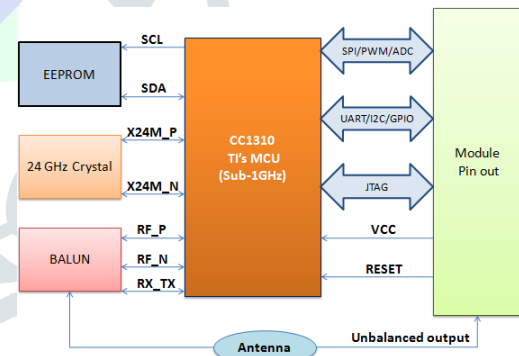 SCL
SPI/PWM/ADC
EEPROM
SDA
UART/I2C/GPIO
X24M_P
CC1310
TI's MCU
(Sub-1GHz)
Module
Pin out
24 GHz Crystal
JTAG
X24M_N
RF_P
VCC
BALUN
RF_N
RESET
RX_TX
Unbalanced output
Antenna